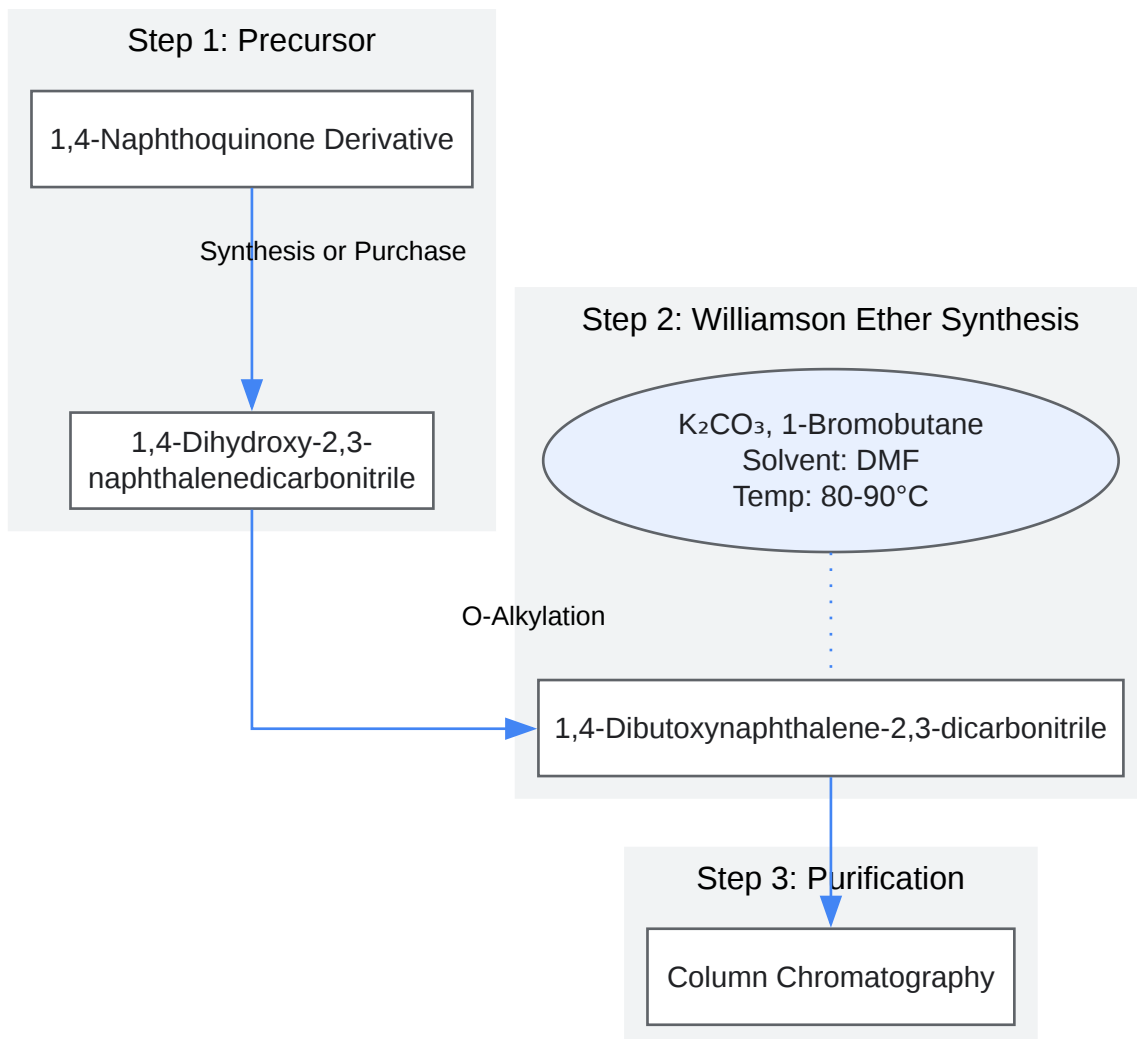 Step 1: Precursor
1,4-Naphthoquinone Derivative
Synthesis or Purchase
1,4-Dihydroxy-2,3-
naphthalenedicarbonitrile
Step 2: Williamson Ether Synthesis
K₂CO₃, 1-Bromobutane
Solvent: DMF
Temp: 80-90°C
O-Alkylation
1,4-Dibutoxynaphthalene-2,3-dicarbonitrile
Step 3: Purification
Column Chromatography